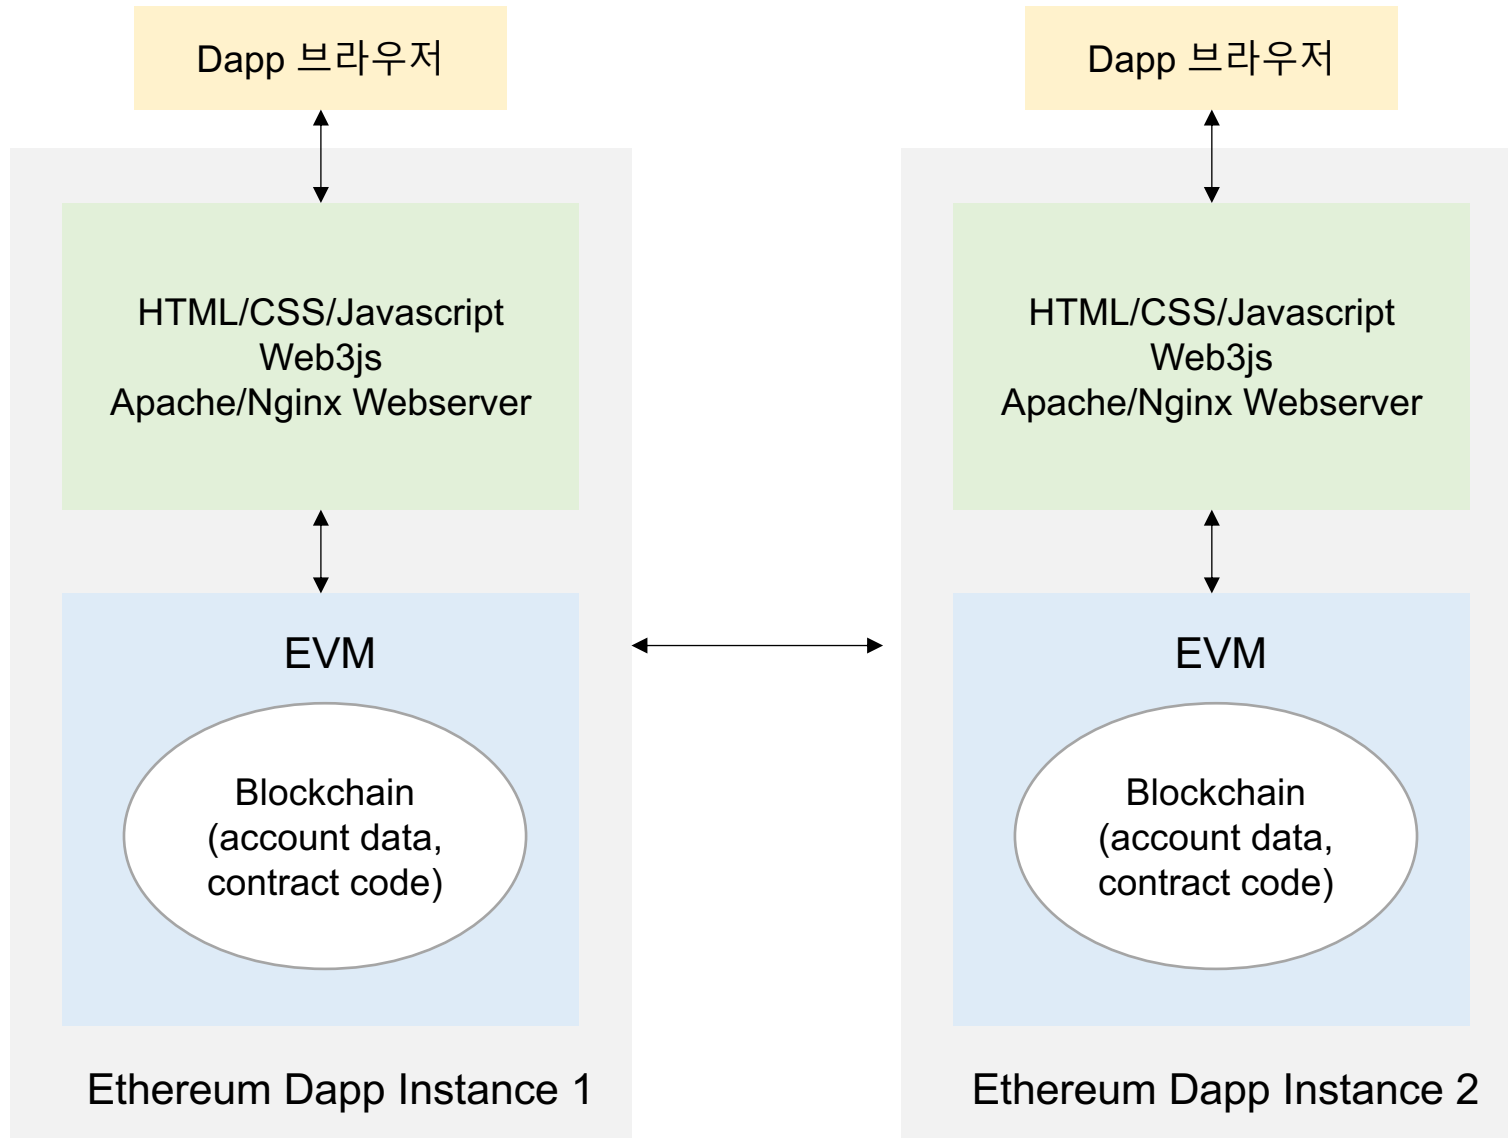 Dapp 브라우저
HTML/CSS/Javascript
Web3js
Apache/Nginx Webserver
EVM
Blockchain
(account data,
contract code)
Ethereum Dapp Instance 1
Dapp 브라우저
HTML/CSS/Javascript
Web3js
Apache/Nginx Webserver
EVM
Blockchain
(account data,
contract code)
Ethereum Dapp Instance 2